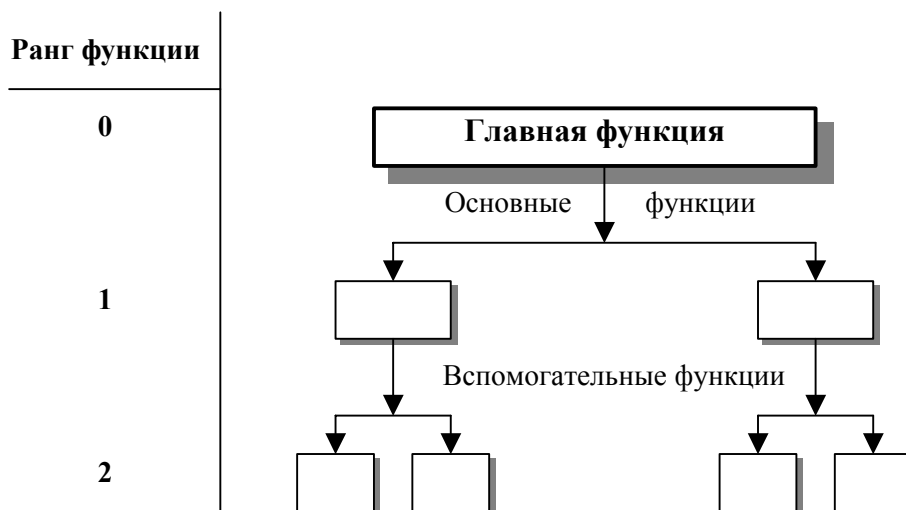 Ранг функции
0
Главная функция
Основные функции
1
Вспомогательные функции
2